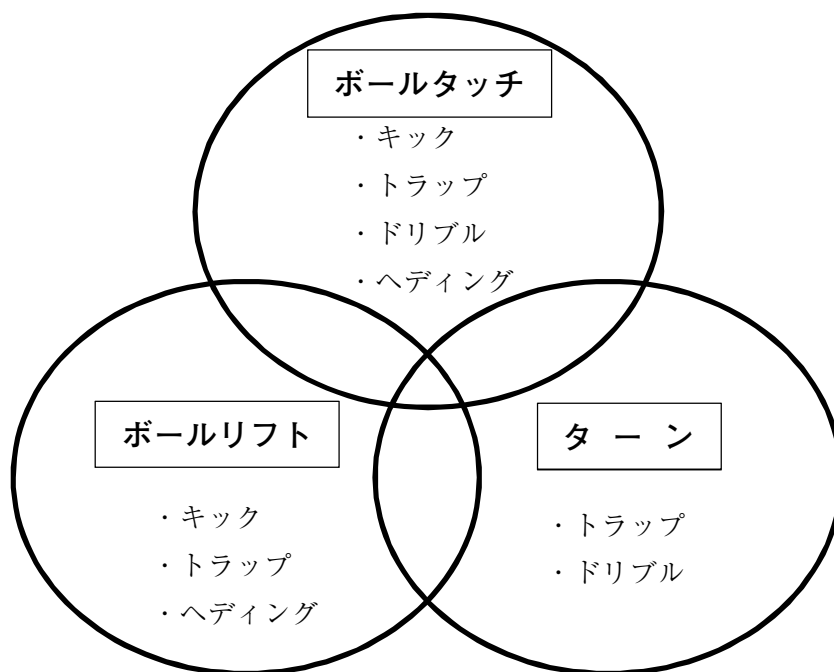 ボールタッチ
・キック
・トラップ
・ドリブル
・ヘディング
ボールリフト
・キック
・トラップ
・ヘディング
ターン
・トラップ
・ドリブル